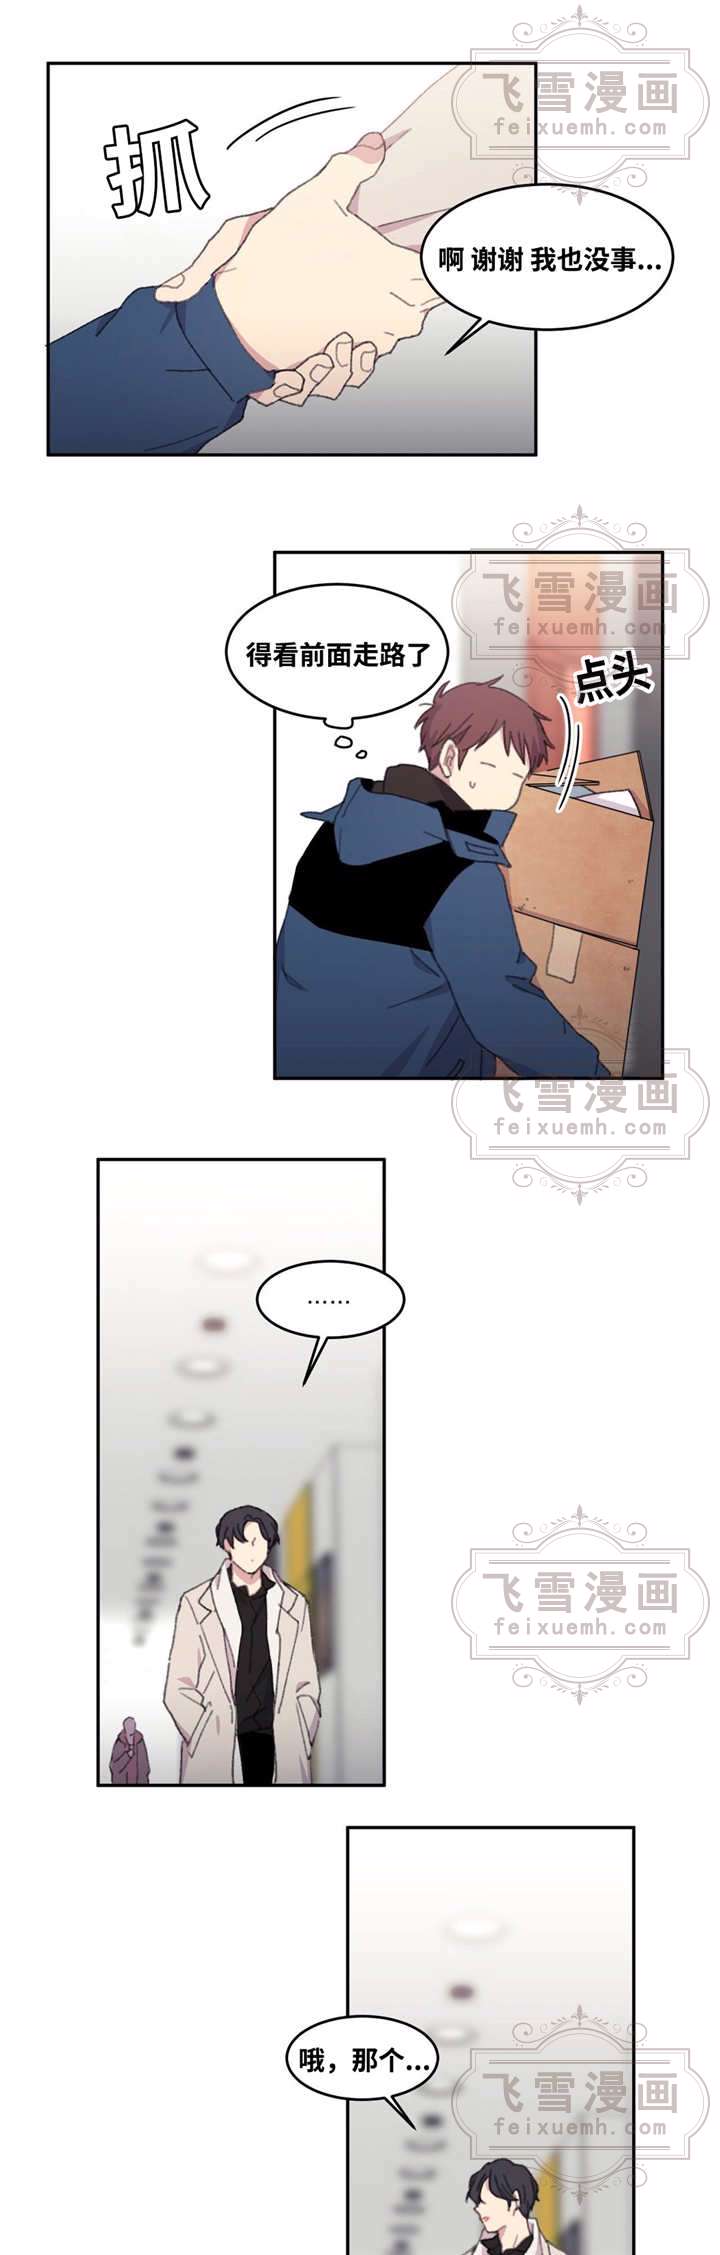 飞雪漫画
feixuemh.com
抓
啊 谢谢 我也没事…
飞雪漫画
feixuemh.com
得看前面走路了
点头
飞雪漫画
feixuemh.com
……
飞雪漫画
feixuemh.com
哦，那个…
飞雪漫画
feixuemh.com